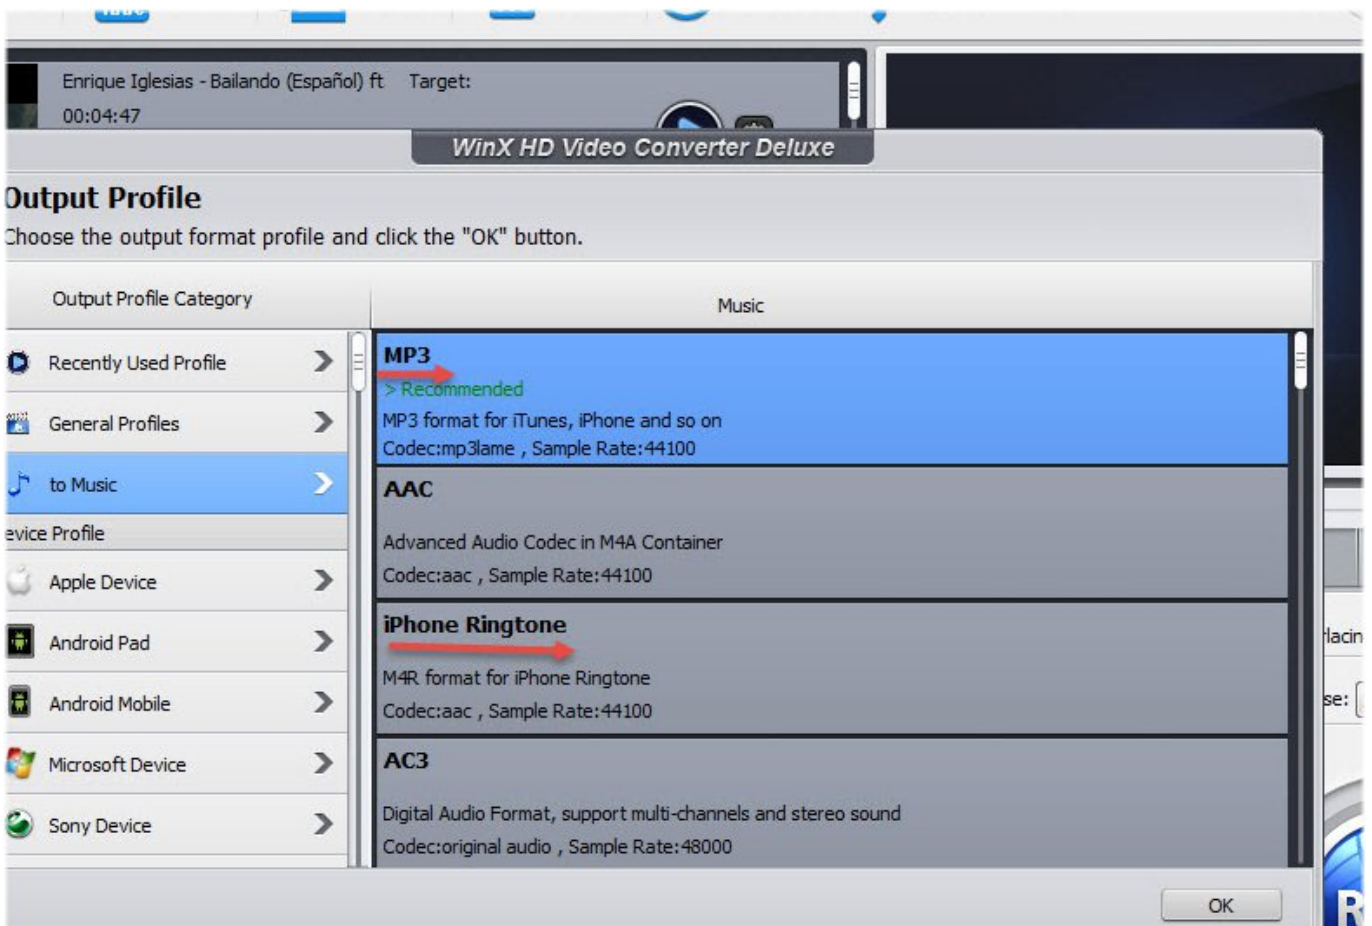 Enrique Iglesias - Bailando (Español) ft Target:
00:04:47
WinX HD Video Converter Deluxe
Output Profile
Choose the output format profile and click the "OK" button.
Output Profile Category
Music
Recently Used Profile
General Profiles
to Music
evice Profile
Apple Device
Android Pad
Android Mobile
Microsoft Device
Sony Device
MP3
> Recommended
MP3 format for iTunes, iPhone and so on
Codec:mp3lame , Sample Rate:44100
AAC
Advanced Audio Codec in M4A Container
Codec:aac , Sample Rate:44100
iPhone Ringtone
M4R format for iPhone Ringtone
Codec:aac , Sample Rate:44100
AC3
Digital Audio Format, support multi-channels and stereo sound
Codec:original audio , Sample Rate:48000
lacin
se:
OK
R